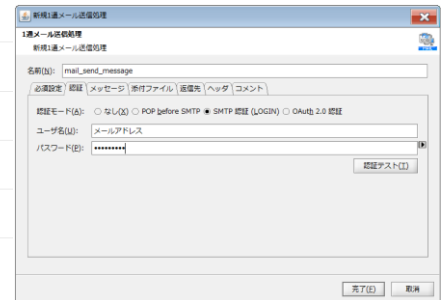 新規1通メール送信処理
1通メール送信処理
新規1通メール送信処理
名前(N): mail_send_message
必須設定 認証 メッセージ 添付ファイル 返信先 ヘッダ コメント
認証モード(A): なし(X) POP before SMTP SMTP 認証 (LOGIN) OAuth 2.0 認証
ユーザ名(U): メールアドレス
パスワード(P): •••••••••
認証テスト(T)
完了(F) 取消